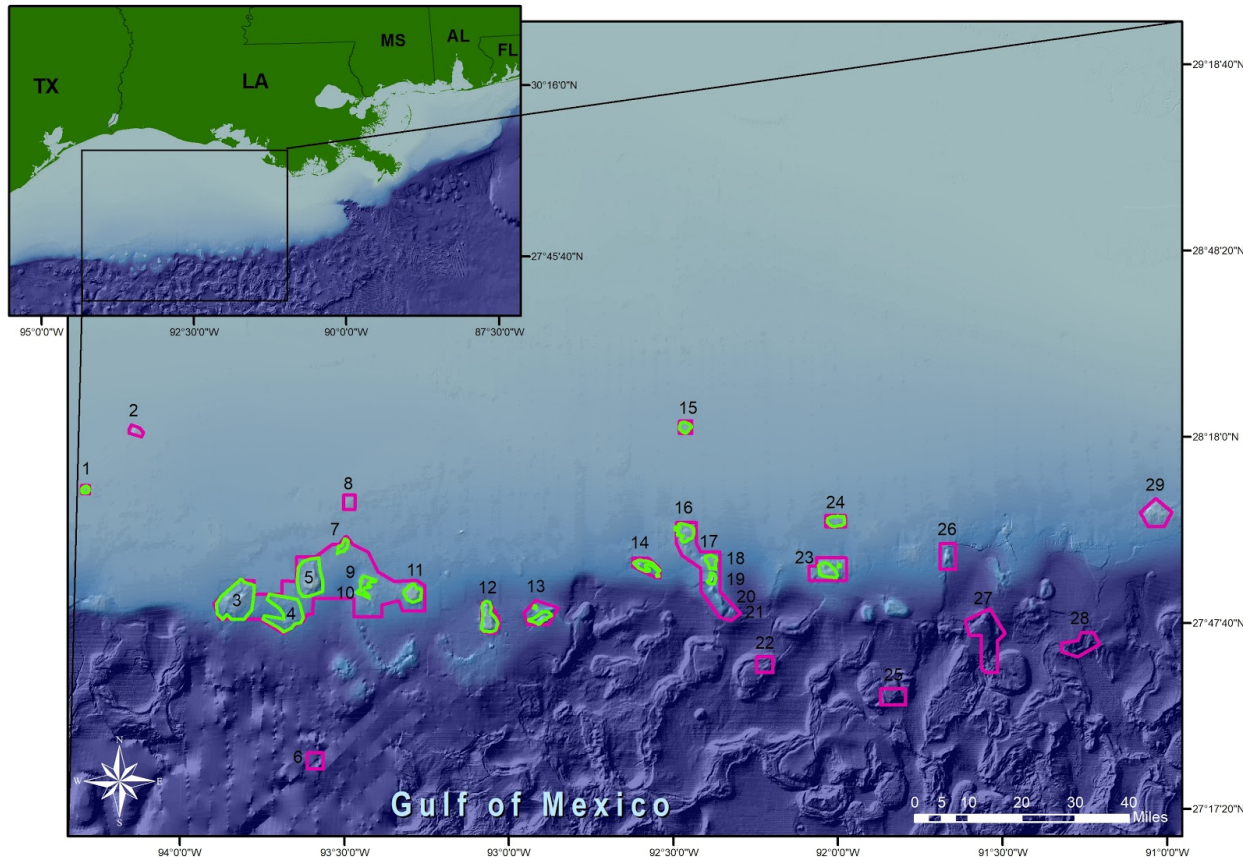 MS
AL
FL
TX
LA
30°16'0"N
27°45'40"N
95°0'0"W
92°30'0"W
90°0'0"W
87°30'0"W
29°18'40"N
28°48'20"N
28°18'0"N
27°47'40"N
27°17'20"N
2
15
1
8
29
16
24
7
26
17
14
18
23
5
9
11
19
10
12
13
3
4
20
21
27
28
22
25
6
N
W
E
S
Gulf of Mexico
0 5 10 20 30 40
Miles
94°0'0"W
93°30'0"W
93°0'0"W
92°30'0"W
92°0'0"W
91°30'0"W
91°0'0"W